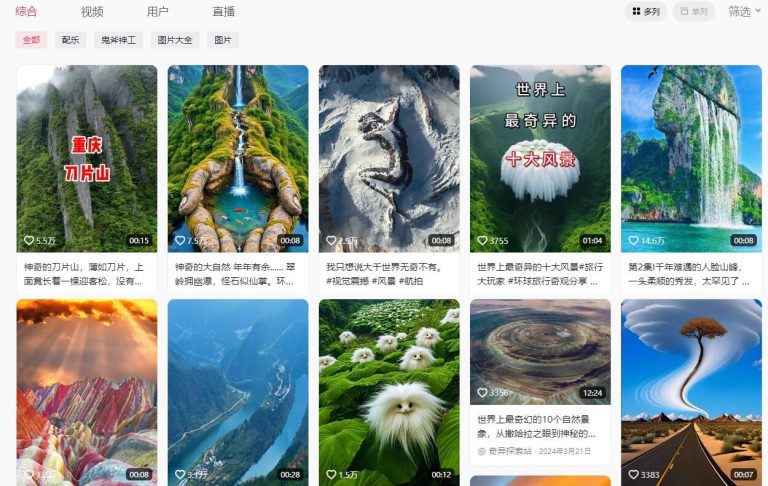 综合 视频 用户 直播 多列 单列 筛选
全部 配乐 鬼斧神工 图片大全 图片
重庆
刀片山
5.5万 00:15
神奇的刀片山，薄如刀片，上
面竟长着一棵迎客松，没有...
7.5万 00:08
神奇的大自然 年年有余...... 翠
岭拥幽瀑，怪石似仙掌。环...
2.9万 00:08
我只想说大千世界无奇不有。
#视觉震撼 #风景 #航拍
世界上
最奇异的
十大风景
3755 01:04
世界上最奇异的十大风景#旅行
大玩家 #环球旅行奇观分享 ...
14.6万 00:08
第2集|千年难遇的人脸山峰，
一头柔顺的秀发，太罕见了 ...
00:08
3.1万 00:28
1.5万 00:12
3356 12:24
世界上最奇幻的10个自然景
象，从撒哈拉之眼到神秘的...
@ 奇异探索站 · 2024年3月21日
3383 00:07